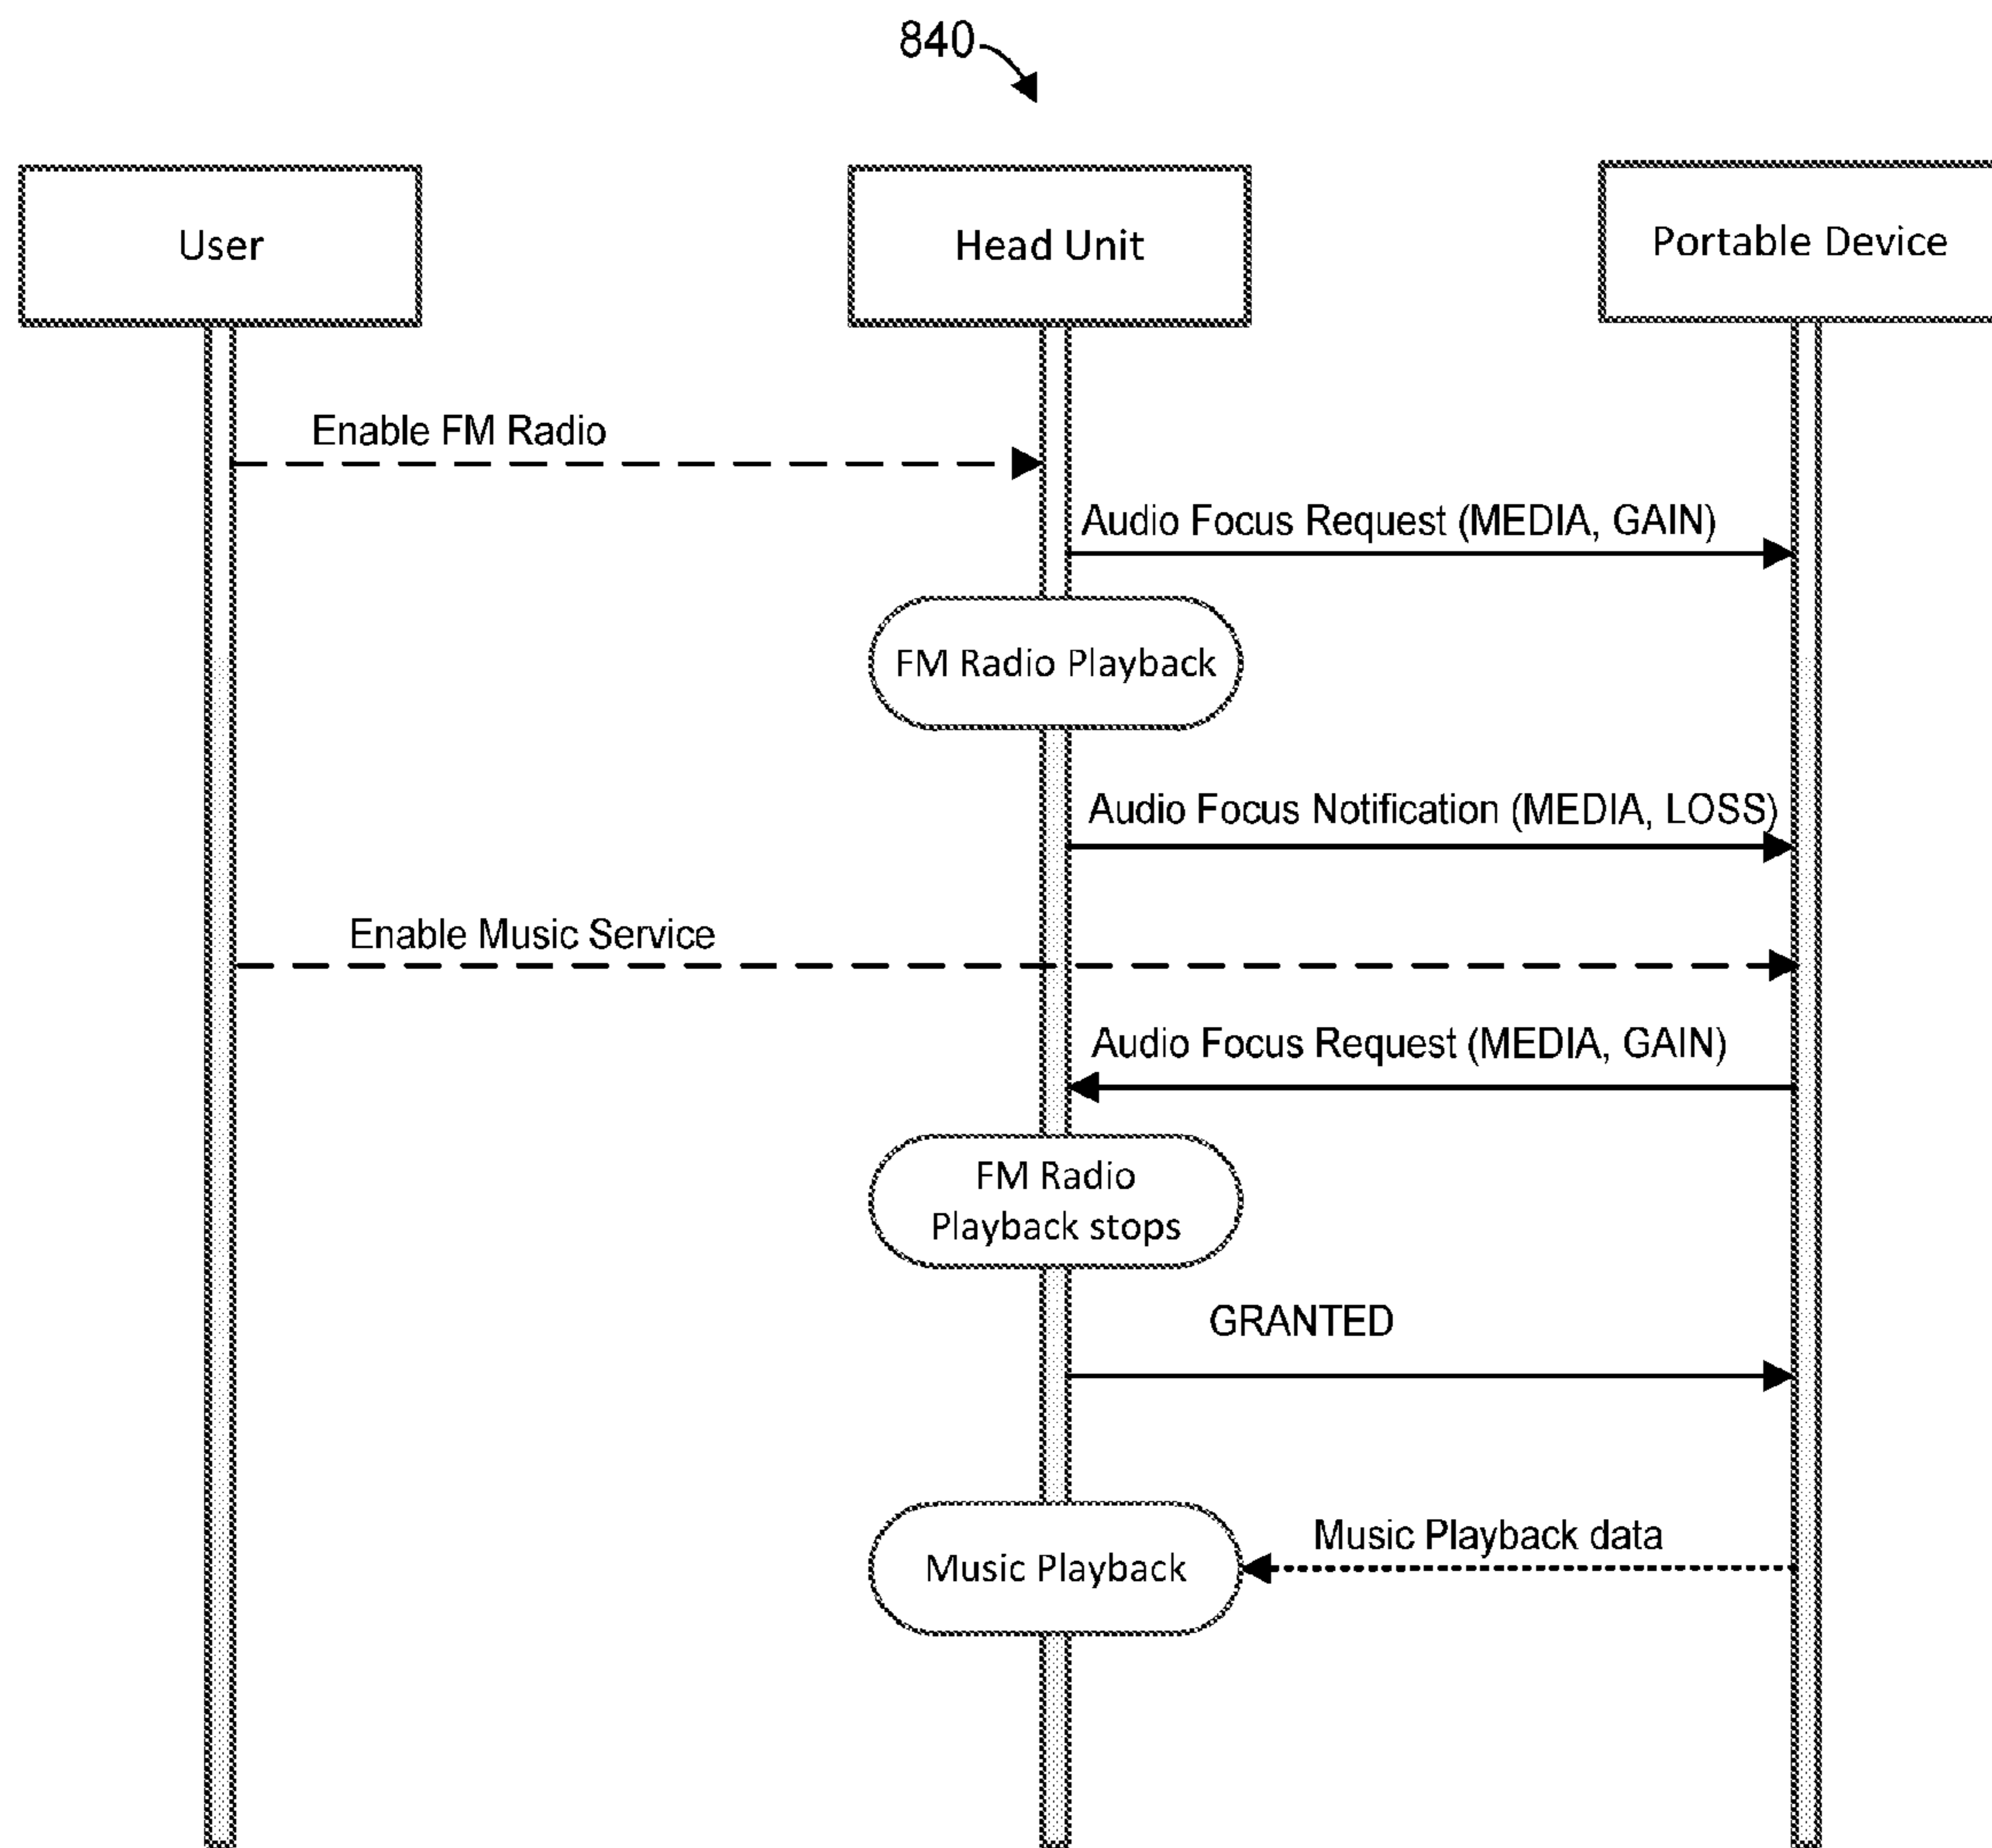 840
User
Head Unit
Portable Device
Enable FM Radio
Audio Focus Request (MEDIA, GAIN)
FM Radio Playback
Audio Focus Notification (MEDIA, LOSS)
Enable Music Service
Audio Focus Request (MEDIA, GAIN)
FM Radio
Playback stops
GRANTED
Music Playback data
Music Playback